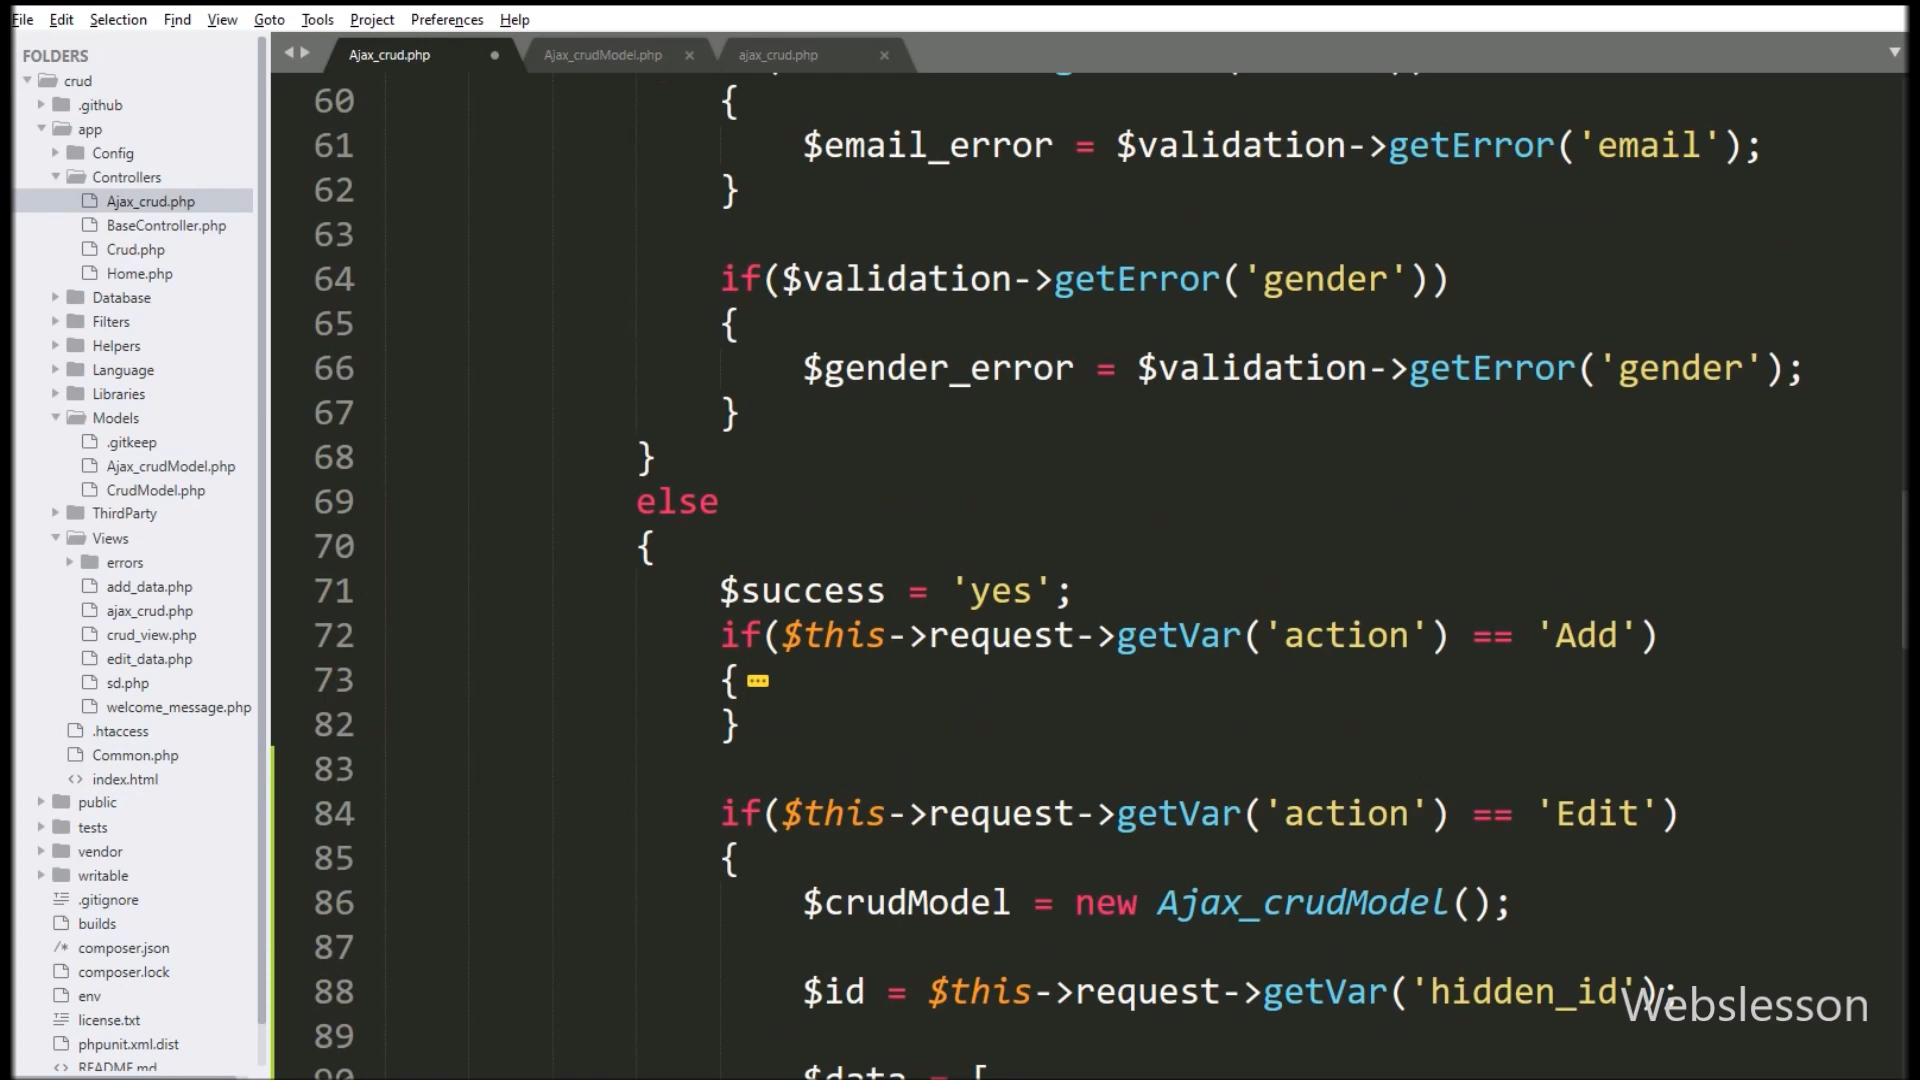 File Edit Selection Find View Goto Tools Project Preferences Help
FOLDERS
crud
.github
app
Config
Controllers
Ajax_crud.php
BaseController.php
Crud.php
Home.php
Database
Filters
Helpers
Language
Libraries
Models
.gitkeep
Ajax_crudModel.php
CrudModel.php
ThirdParty
Views
errors
add_data.php
ajax_crud.php
crud_view.php
edit_data.php
sd.php
welcome_message.php
.htaccess
Common.php
index.html
public
tests
vendor
writable
.gitignore
builds
composer.json
composer.lock
env
license.txt
phpunit.xml.dist
README.md
Ajax_crud.php Ajax_crudModel.php ajax_crud.php
60 {
61 $email_error = $validation->getError('email');
62 }
63
64 if($validation->getError('gender'))
65 {
66 $gender_error = $validation->getError('gender');
67 }
68 }
69 else
70 {
71 $success = 'yes';
72 if($this->request->getVar('action') == 'Add')
73 {
82 }
83
84 if($this->request->getVar('action') == 'Edit')
85 {
86 $crudModel = new Ajax_crudModel();
87
88 $id = $this->request->getVar('hidden_id');
89
90 $data = [
Webslesson